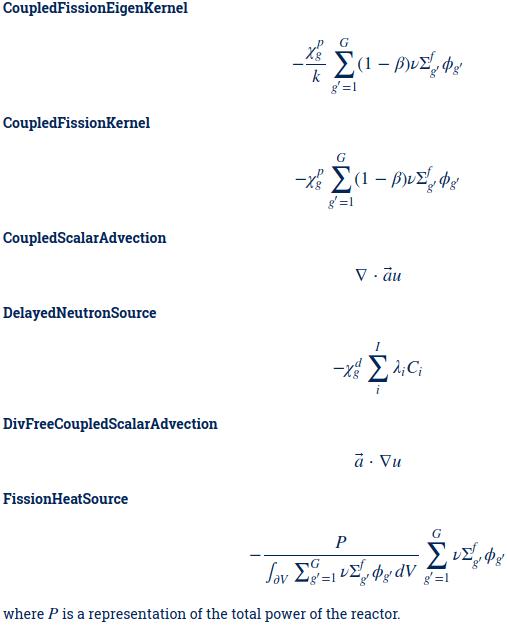 CoupledFissionEigenKernel
$-\frac{\chi_g^p}{k} \sum_{g'=1}^{G} (1 - \beta)\nu\Sigma_{g'}^f \phi_{g'}$
CoupledFissionKernel
$-\chi_g^p \sum_{g'=1}^{G} (1 - \beta)\nu\Sigma_{g'}^f \phi_{g'}$
CoupledScalarAdvection
$\nabla \cdot \vec{a}u$
DelayedNeutronSource
$-\chi_g^d \sum_{i}^{I} \lambda_i C_i$
DivFreeCoupledScalarAdvection
$\vec{a} \cdot \nabla u$
FissionHeatSource
$-\frac{P}{\int_{\partial V} \sum_{g'=1}^{G} \nu\Sigma_{g'}^f \phi_{g'} dV} \sum_{g'=1}^{G} \nu\Sigma_{g'}^f \phi_{g'}$
where $P$ is a representation of the total power of the reactor.